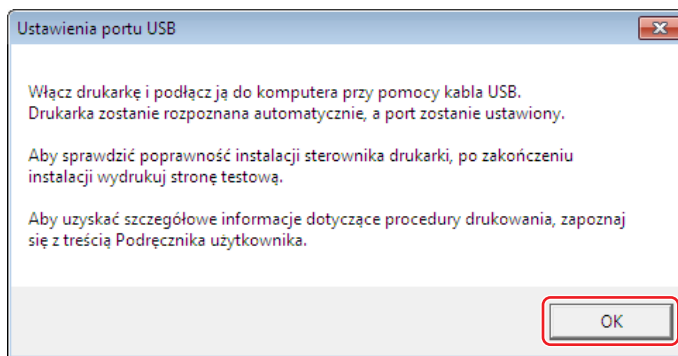 Ustawienia portu USB
Włącz drukarkę i podłącz ją do komputera przy pomocy kabla USB.
Drukarka zostanie rozpoznana automatycznie, a port zostanie ustawiony.
Aby sprawdzić poprawność instalacji sterownika drukarki, po zakończeniu
instalacji wydrukuj stronę testową.
Aby uzyskać szczegółowe informacje dotyczące procedury drukowania, zapoznaj
się z treścią Podręcznika użytkownika.
OK